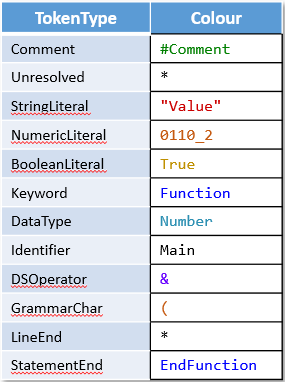 TokenType Colour
Comment #Comment
Unresolved *
StringLiteral "Value"
NumericLiteral 0110_2
BooleanLiteral True
Keyword Function
DataType Number
Identifier Main
DSOperator &
GrammarChar (
LineEnd *
StatementEnd EndFunction